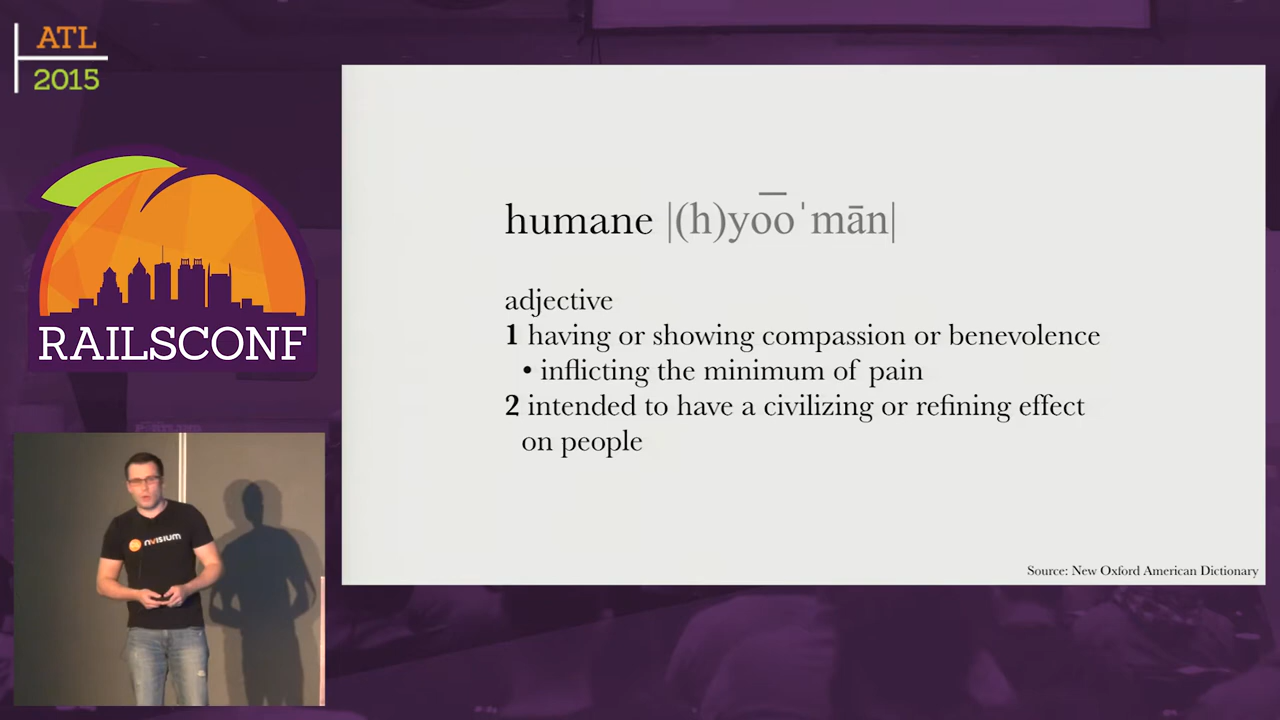 ATL
2015
RAILSCONF
nVISIUM
humane |(h)yo͞oˈmān|
adjective
1 having or showing compassion or benevolence
• inflicting the minimum of pain
2 intended to have a civilizing or refining effect
on people
Source: New Oxford American Dictionary